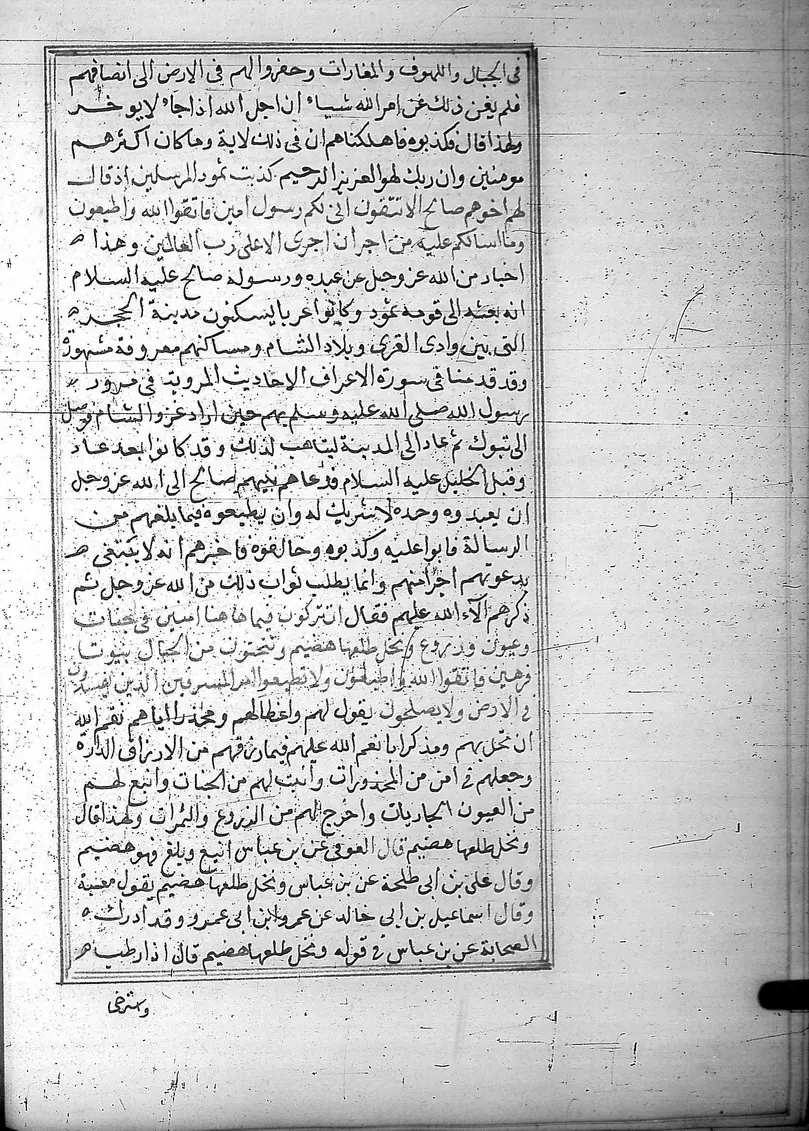 في الجبال واللهوف والمغارات وحفروا لهم في الارض الى انصافهم
فلم يغن ذلك عن امر الله شياء ان اجل الله اذا جاء لا يوخر
ولهذا قال فكذبوه فاهلكناهم ان في ذلك لاية وما كان اكثرهم
مومنين وان ربك لهو العزيز الرحيم كذبت ثمود المرسلين اذ قال
لهم اخوهم صالح الا تتقون اني لكم رسول امين فاتقوا الله واطيعون
وما اسالكم عليه من اجر ان اجرى الا على رب العالمين وهذا
اخبار من الله عز وجل عن عبده ورسوله صالح عليه السلام
انه بعثه الى قومه ثمود وكانوا عربا يسكنون مدينة الحجر
التي بين وادى القرى وبلاد الشام ومساكنهم معروفة مشهورة
وقد قدمنا في سورة الاعراف الاحاديث المروية في مرور
رسول الله صلى الله عليه وسلم بهم حين اراد غزو الشام وصل
الى تبوك ثم عاد الى المدينة ليتاهب لذلك وقد كانوا بعد عاد
وقبل الخليل عليه السلام فدعاهم نبيهم صالح الى الله عز وجل
ان يعبدوه وحده لا شريك له وان يطيعوه فيما بلغهم من
الرسالة فابوا عليه وكذبوه وخالفوه فاخبرهم انه لا يبتغى
بدعوتهم اجرا منهم وانما يطلب ثواب ذلك من الله عز وجل ثم
ذكرهم الآء الله عليهم فقال اتتركون فيما هاهنا امنين في جنات
وعيون وزروع ونخل طلعها هضيم وتنحتون من الجبال بيوتا
فرهين فاتقوا الله واطيعون ولا تطيعوا امر المسرفين الذين يفسدون
في الارض ولا يصلحون يقول لهم واعظا لهم ومحذرا اياهم نقم الله
ان تحل بهم ومذكرا بانعم الله عليهم فيما رزقهم من الارزاق الداره
وجعلهم في امن من المحذورات وانبت لهم من الجنات وانبع لهم
من العيون الجاريات واخرج لهم من الزروع والثمرات ولهذا قال
ونخل طلعها هضيم قال العوفي عن بن عباس اينع وبلغ فهو هضيم
وقال على بن ابى طلحة عن بن عباس ونخل طلعها هضيم يقول معشبة
وقال اسماعيل بن ابى خالد عن عمرو ابن ابى عمرو وقد ادرك
الصحابة عن بن عباس في قوله ونخل طلعها هضيم قال اذا رطب
واسترخى